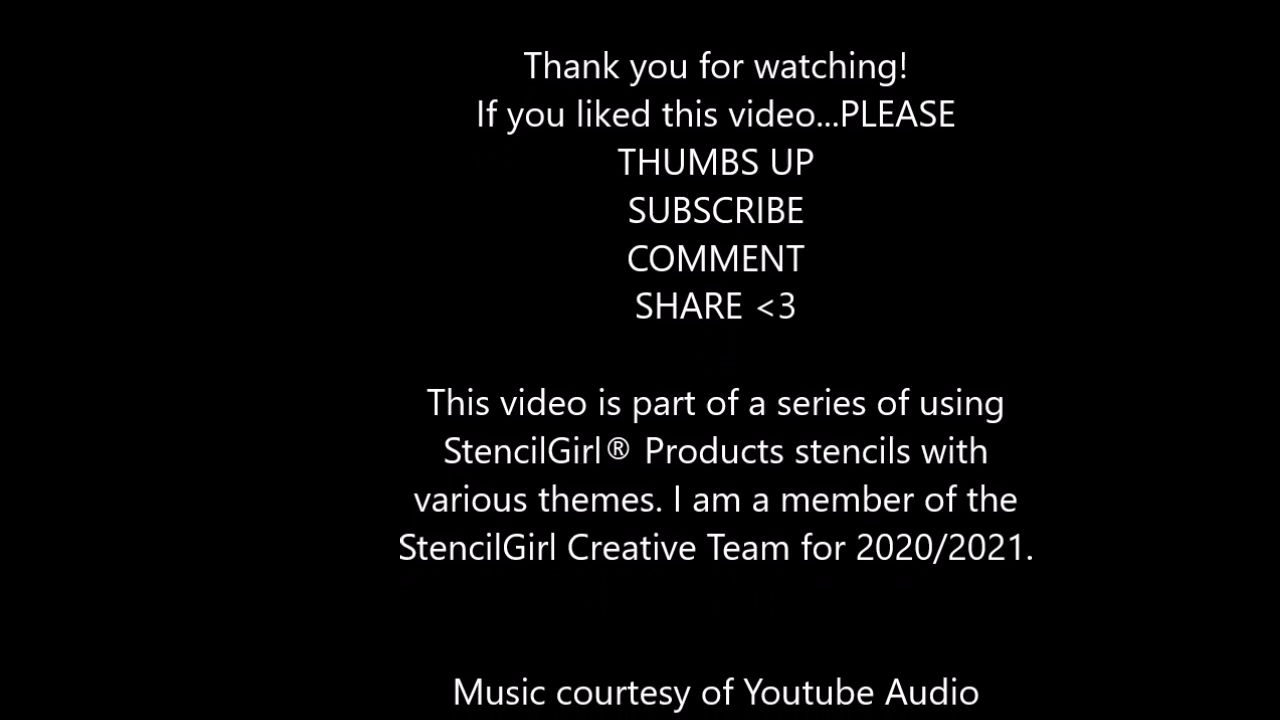 Thank you for watching!
If you liked this video...PLEASE
THUMBS UP
SUBSCRIBE
COMMENT
SHARE <3
This video is part of a series of using
StencilGirl® Products stencils with
various themes. I am a member of the
StencilGirl Creative Team for 2020/2021.
Music courtesy of Youtube Audio